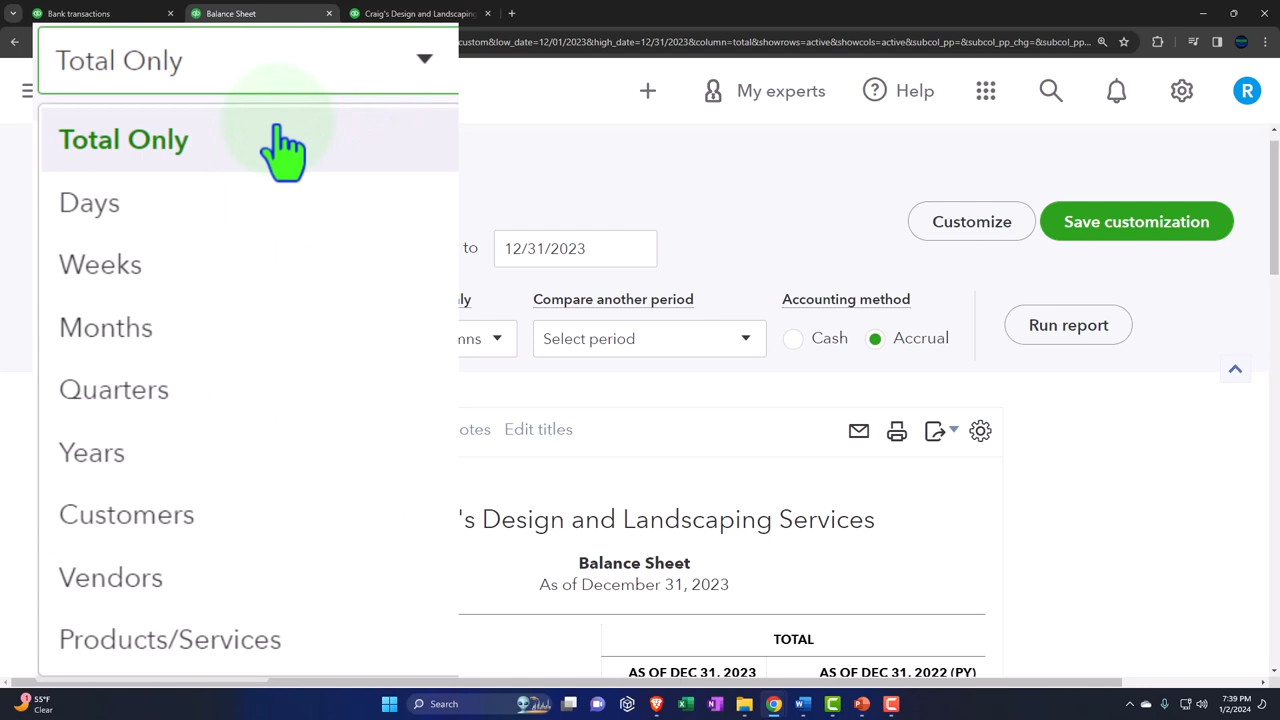 Bank transactions
Balance Sheet
Craig's Design and Landscaping
custom&low_date=12/01/2023&high_date=12/31/2023&column=total&showrows=active&showcols=active&subcol_pp=&subcol_pp_chg=&subcol_pp...
Total Only
My experts
Help
R
Total Only
Days
Weeks
Months
Quarters
Years
Customers
Vendors
Products/Services
to
12/31/2023
Customize
Save customization
Compare another period
Accounting method
Select period
Cash
Accrual
Run report
Edit titles
's Design and Landscaping Services
Balance Sheet
As of December 31, 2023
TOTAL
AS OF DEC 31, 2023
AS OF DEC 31, 2022 (PY)
1
55°F
Clear
Search
7:39 PM
1/2/2024